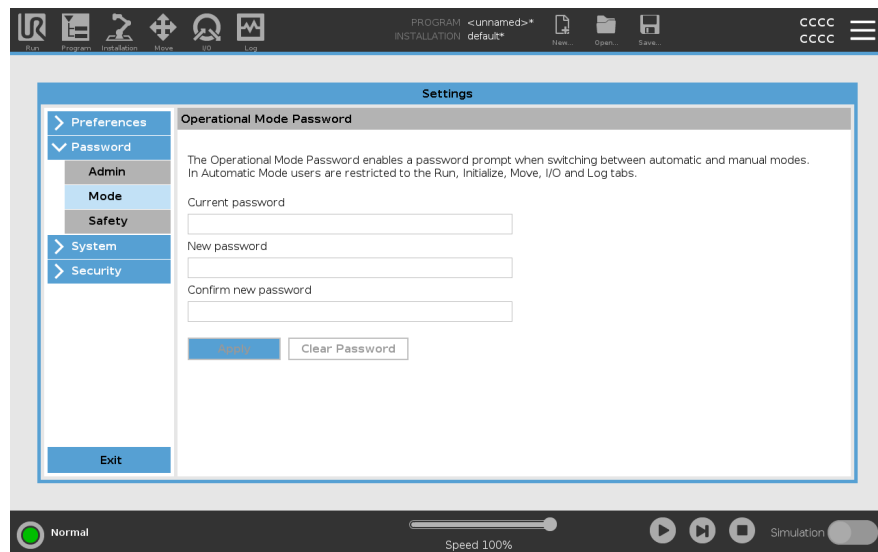 PROGRAM <unnamed>*
INSTALLATION default*
Run
Program
Installation
Move
I/O
Log
New...
Open...
Save...
CCCC
CCCC
Settings
Preferences
Password
Admin
Mode
Safety
System
Security
Exit
Operational Mode Password
The Operational Mode Password enables a password prompt when switching between automatic and manual modes.
In Automatic Mode users are restricted to the Run, Initialize, Move, I/O and Log tabs.
Current password
New password
Confirm new password
Apply
Clear Password
Normal
Speed 100%
Simulation